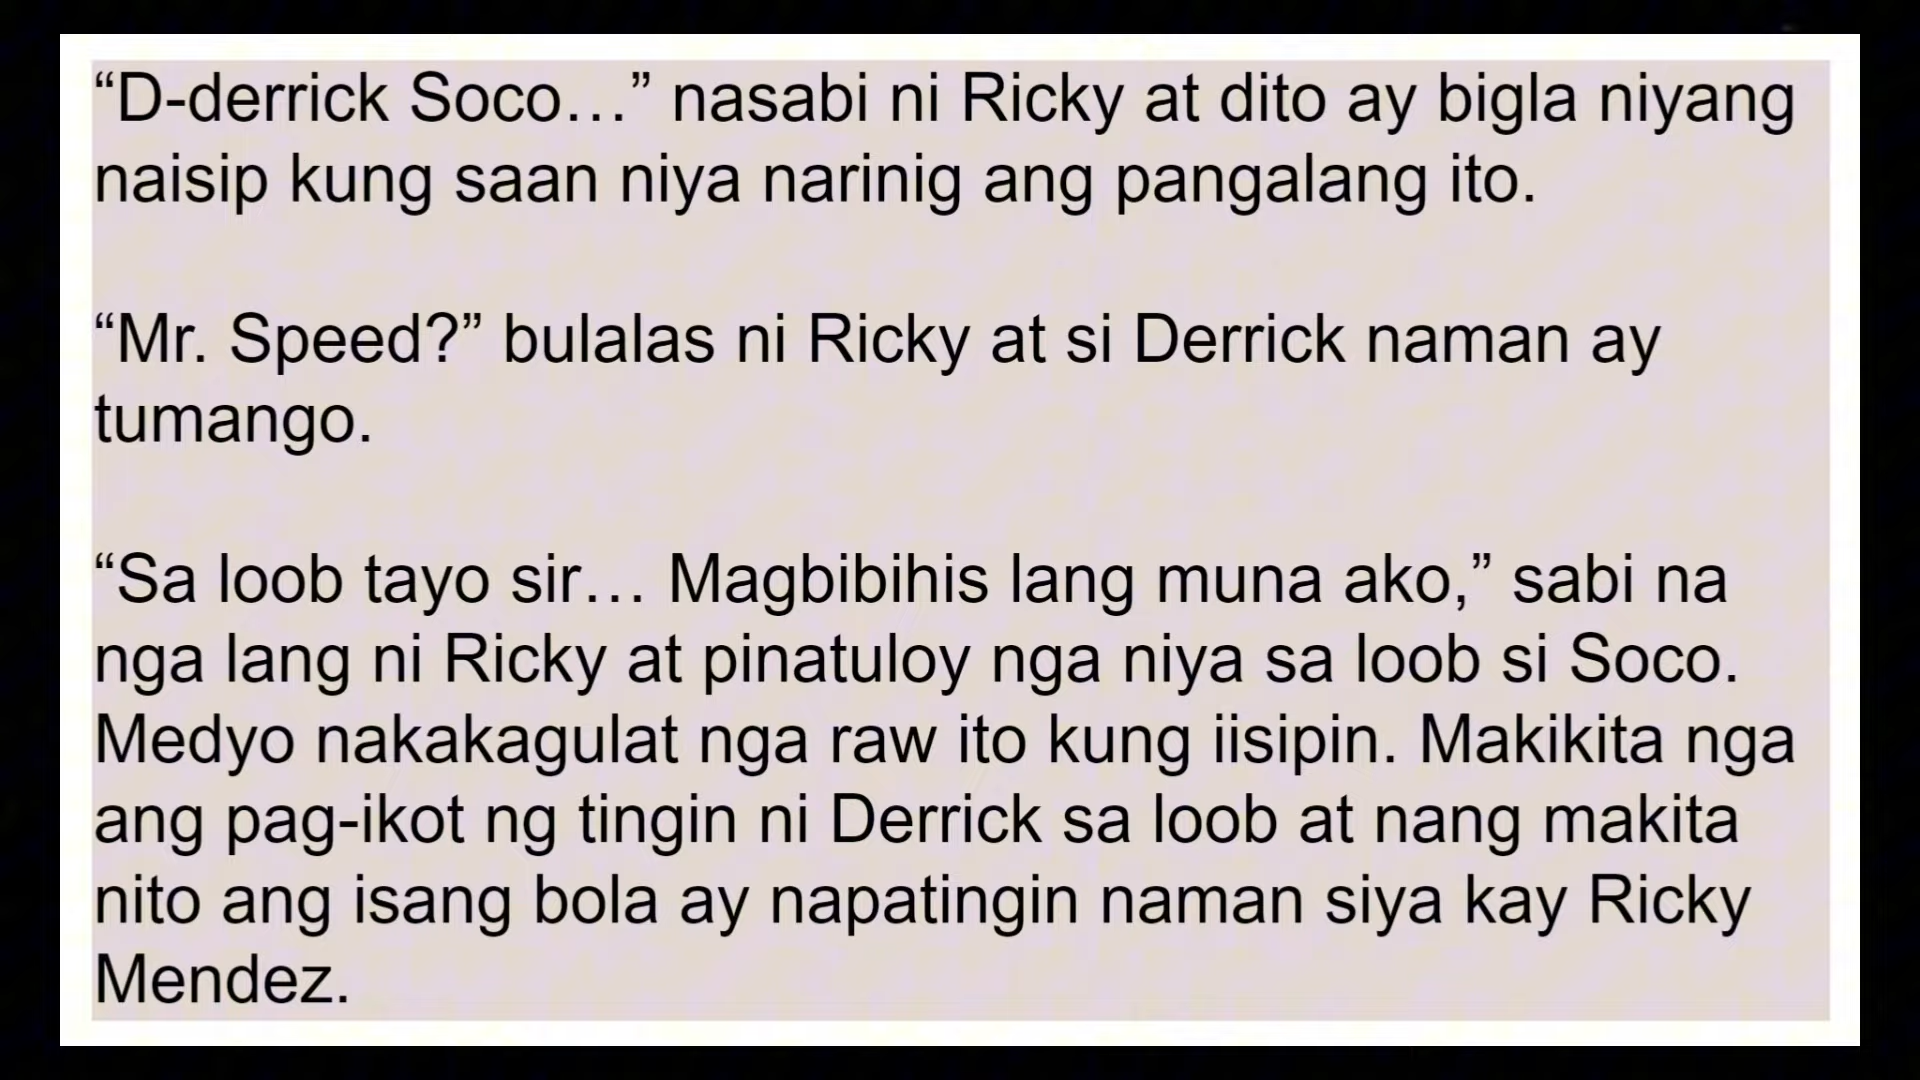 “D-derrick Soco…” nasabi ni Ricky at dito ay bigla niyang
naisip kung saan niya narinig ang pangalang ito.
“Mr. Speed?” bulalas ni Ricky at si Derrick naman ay
tumango.
“Sa loob tayo sir… Magbibihis lang muna ako,” sabi na
nga lang ni Ricky at pinatuloy nga niya sa loob si Soco.
Medyo nakakagulat nga raw ito kung iisipin. Makikita nga
ang pag-ikot ng tingin ni Derrick sa loob at nang makita
nito ang isang bola ay napatingin naman siya kay Ricky
Mendez.